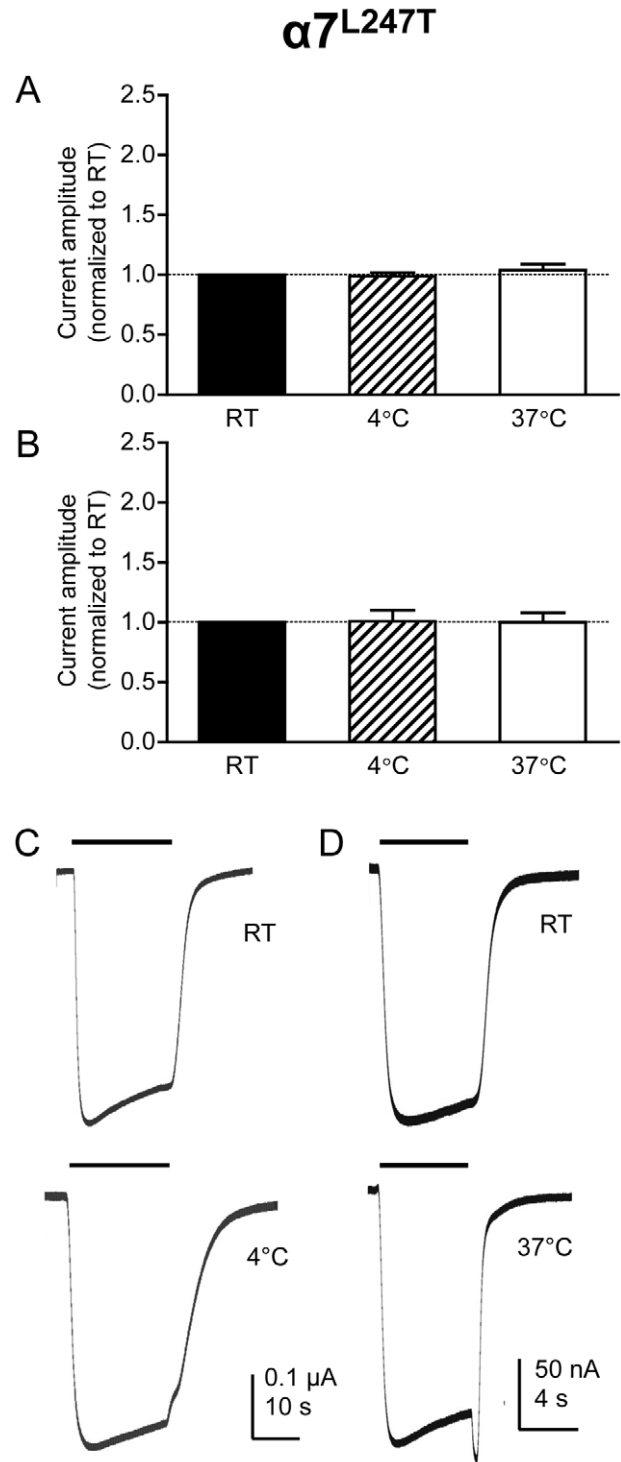 α7L247T
A
Current amplitude
(normalized to RT)
2.5
2.0
1.5
1.0
0.5
0.0
RT 4°C 37°C
B
Current amplitude
(normalized to RT)
2.5
2.0
1.5
1.0
0.5
0.0
RT 4°C 37°C
C D
RT RT
4°C 37°C
0.1 µA 50 nA
10 s 4 s